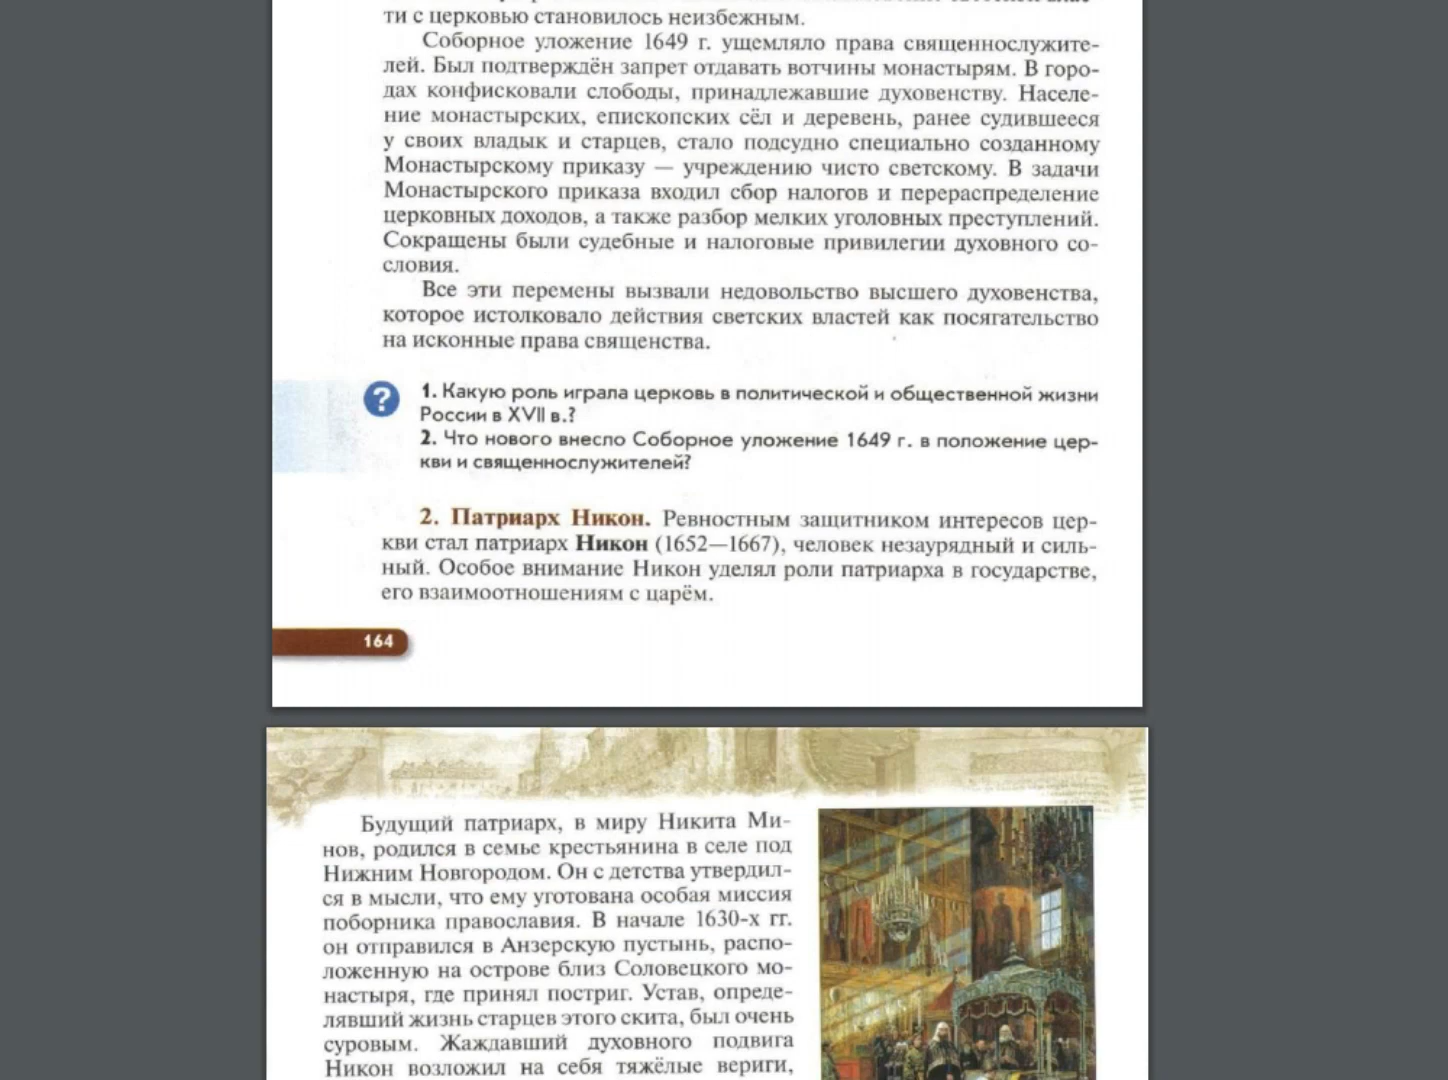 ти с церковью становилось неизбежным.
Соборное уложение 1649 г. ущемляло права священнослужите-
лей. Был подтверждён запрет отдавать вотчины монастырям. В горо-
дах конфисковали слободы, принадлежавшие духовенству. Населе-
ние монастырских, епископских сёл и деревень, ранее судившееся
у своих владык и старцев, стало подсудно специально созданному
Монастырскому приказу — учреждению чисто светскому. В задачи
Монастырского приказа входил сбор налогов и перераспределение
церковных доходов, а также разбор мелких уголовных преступлений.
Сокращены были судебные и налоговые привилегии духовного со-
словия.
Все эти перемены вызвали недовольство высшего духовенства,
которое истолковало действия светских властей как посягательство
на исконные права священства.
?
1. Какую роль играла церковь в политической и общественной жизни
России в XVII в.?
2. Что нового внесло Соборное уложение 1649 г. в положение цер-
кви и священнослужителей?
2. Патриарх Никон. Ревностным защитником интересов цер-
кви стал патриарх Никон (1652—1667), человек незаурядный и силь-
ный. Особое внимание Никон уделял роли патриарха в государстве,
его взаимоотношениям с царём.
164
Будущий патриарх, в миру Никита Ми-
нов, родился в семье крестьянина в селе под
Нижним Новгородом. Он с детства утвердил-
ся в мысли, что ему уготована особая миссия
поборника православия. В начале 1630-х гг.
он отправился в Анзерскую пустынь, распо-
ложенную на острове близ Соловецкого мо-
настыря, где принял постриг. Устав, опреде-
лявший жизнь старцев этого скита, был очень
суровым. Жаждавший духовного подвига
Никон возложил на себя тяжёлые вериги,